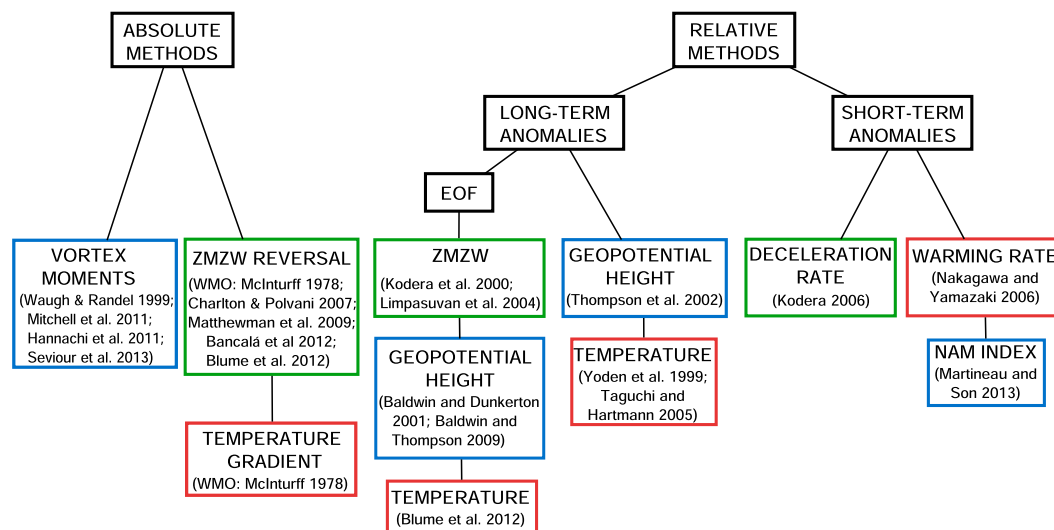 ABSOLUTE
METHODS
RELATIVE
METHODS
LONG-TERM
ANOMALIES
SHORT-TERM
ANOMALIES
EOF
VORTEX
MOMENTS
(Waugh & Randel 1999;
Mitchell et al. 2011;
Hannachi et al. 2011;
Seviour et al. 2013)
ZMZW REVERSAL
(WMO: McInturff 1978;
Charlton & Polvani 2007;
Matthewman et al. 2009;
Bancalá et al 2012;
Blume et al. 2012)
TEMPERATURE
GRADIENT
(WMO: McInturff 1978)
ZMZW
(Kodera et al. 2000;
Limpasuvan et al. 2004)
GEOPOTENTIAL
HEIGHT
(Baldwin and Dunkerton
2001; Baldwin and
Thompson 2009)
TEMPERATURE
(Blume et al. 2012)
GEOPOTENTIAL
HEIGHT
(Thompson et al. 2002)
TEMPERATURE
(Yoden et al. 1999;
Taguchi and
Hartmann 2005)
DECELERATION
RATE
(Kodera 2006)
WARMING RATE
(Nakagawa and
Yamazaki 2006)
NAM INDEX
(Martineau and
Son 2013)